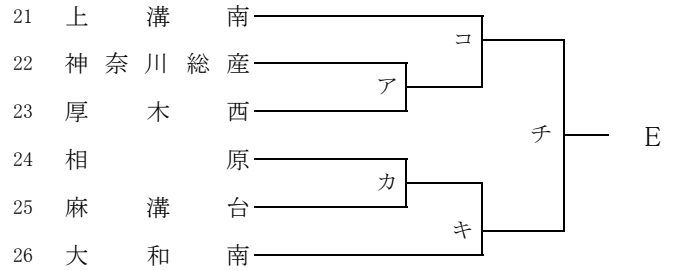 21 上溝南
コ
22 神奈川総産
ア
23 厚木西
チ E
24 相原
カ
25 麻溝台
キ
26 大和南